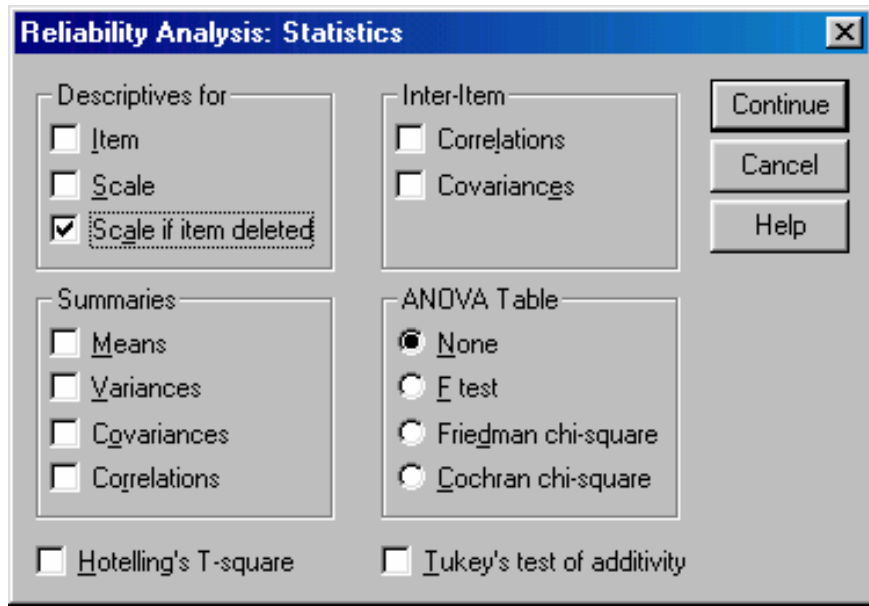 Reliability Analysis: Statistics
Descriptives for
Item
Scale
Scale if item deleted
Inter-Item
Correlations
Covariances
Continue
Cancel
Help
Summaries
Means
Variances
Covariances
Correlations
ANOVA Table
None
F test
Friedman chi-square
Cochran chi-square
Hotelling's T-square
Tukey's test of additivity